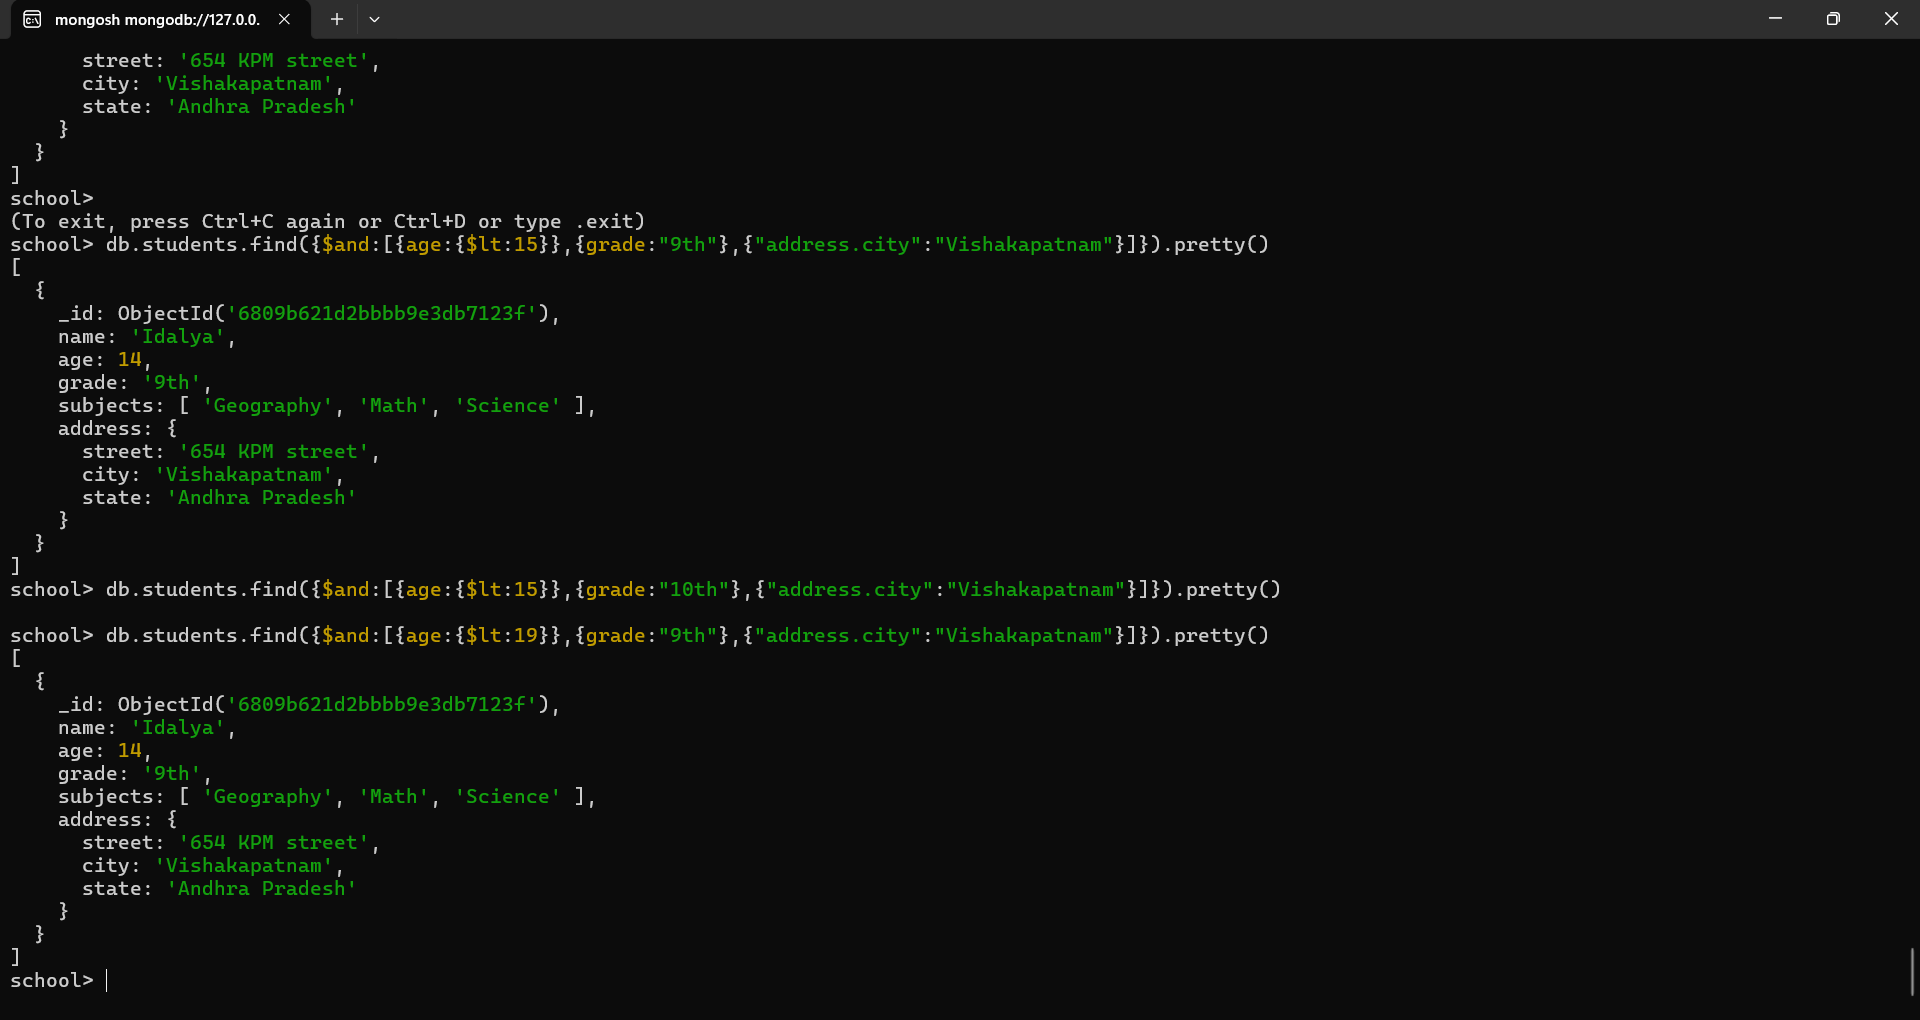 mongosh mongodb://127.0.0.
street: '654 KPM street',
city: 'Vishakapatnam',
state: 'Andhra Pradesh'
}
}
]
school>
(To exit, press Ctrl+C again or Ctrl+D or type .exit)
school> db.students.find({$and:[{age:{$lt:15}},{grade:"9th"},{"address.city":"Vishakapatnam"}]}).pretty()
[
{
_id: ObjectId('6809b621d2bbbb9e3db7123f'),
name: 'Idalya',
age: 14,
grade: '9th',
subjects: [ 'Geography', 'Math', 'Science' ],
address: {
street: '654 KPM street',
city: 'Vishakapatnam',
state: 'Andhra Pradesh'
}
}
]
school> db.students.find({$and:[{age:{$lt:15}},{grade:"10th"},{"address.city":"Vishakapatnam"}]}).pretty()
school> db.students.find({$and:[{age:{$lt:19}},{grade:"9th"},{"address.city":"Vishakapatnam"}]}).pretty()
[
{
_id: ObjectId('6809b621d2bbbb9e3db7123f'),
name: 'Idalya',
age: 14,
grade: '9th',
subjects: [ 'Geography', 'Math', 'Science' ],
address: {
street: '654 KPM street',
city: 'Vishakapatnam',
state: 'Andhra Pradesh'
}
}
]
school>